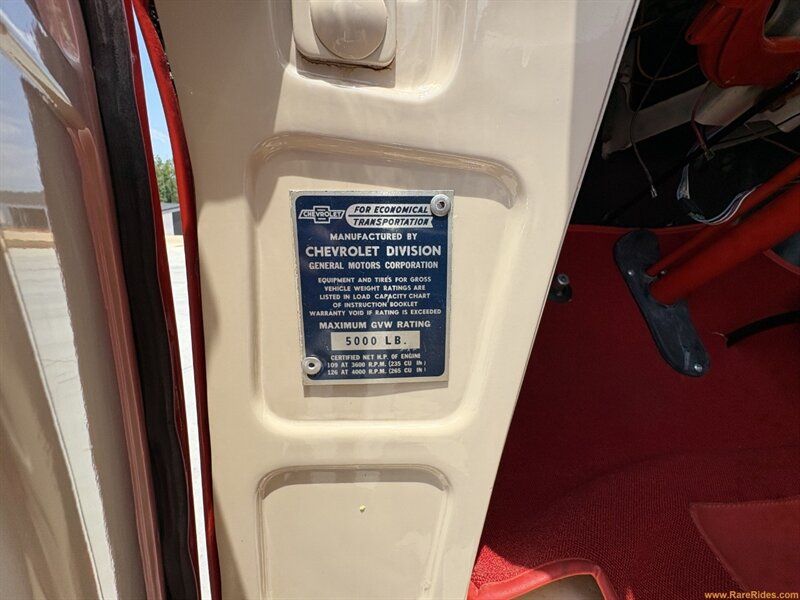 CHEVROLET
FOR ECONOMICAL
TRANSPORTATION
MANUFACTURED BY
CHEVROLET DIVISION
GENERAL MOTORS CORPORATION
EQUIPMENT AND TIRES FOR GROSS
VEHICLE WEIGHT RATINGS ARE
LISTED IN LOAD CAPACITY CHART
OF INSTRUCTION BOOKLET
WARRANTY VOID IF RATING IS EXCEEDED
MAXIMUM GVW RATING
5000 LB.
CERTIFIED NET H.P. OF ENGINE
109 AT 3600 R.P.M. (235 CU IN)
126 AT 4000 R.P.M. (265 CU IN)
www.RareRides.com